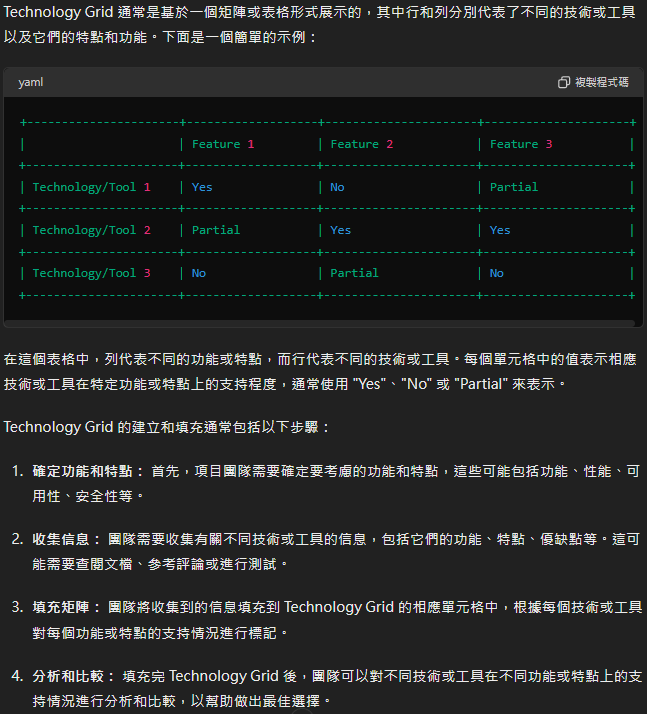 Technology Grid 通常是基於一個矩陣或表格形式展示的，其中行和列分別代表了不同的技術或工具
以及它們的特點和功能。下面是一個簡單的示例：
yaml 複製程式碼
+---------------------+------------------+---------------------+---------------------+
| | Feature 1 | Feature 2 | Feature 3 |
+---------------------+------------------+---------------------+---------------------+
| Technology/Tool 1 | Yes | No | Partial |
+---------------------+------------------+---------------------+---------------------+
| Technology/Tool 2 | Partial | Yes | Yes |
+---------------------+------------------+---------------------+---------------------+
| Technology/Tool 3 | No | Partial | No |
+---------------------+------------------+---------------------+---------------------+
在這個表格中，列代表不同的功能或特點，而行代表不同的技術或工具。每個單元格中的值表示相應
技術或工具在特定功能或特點上的支持程度，通常使用 "Yes"、"No" 或 "Partial" 來表示。
Technology Grid 的建立和填充通常包括以下步驟：
1. 確定功能和特點： 首先，項目團隊需要確定要考慮的功能和特點，這些可能包括功能、性能、可
用性、安全性等。
2. 收集信息： 團隊需要收集有關不同技術或工具的信息，包括它們的功能、特點、優缺點等。這可
能需要查閱文檔、參考評論或進行測試。
3. 填充矩陣： 團隊將收集到的信息填充到 Technology Grid 的相應單元格中，根據每個技術或工具
對每個功能或特點的支持情況進行標記。
4. 分析和比較： 填充完 Technology Grid 後，團隊可以對不同技術或工具在不同功能或特點上的支
持情況進行分析和比較，以幫助做出最佳選擇。